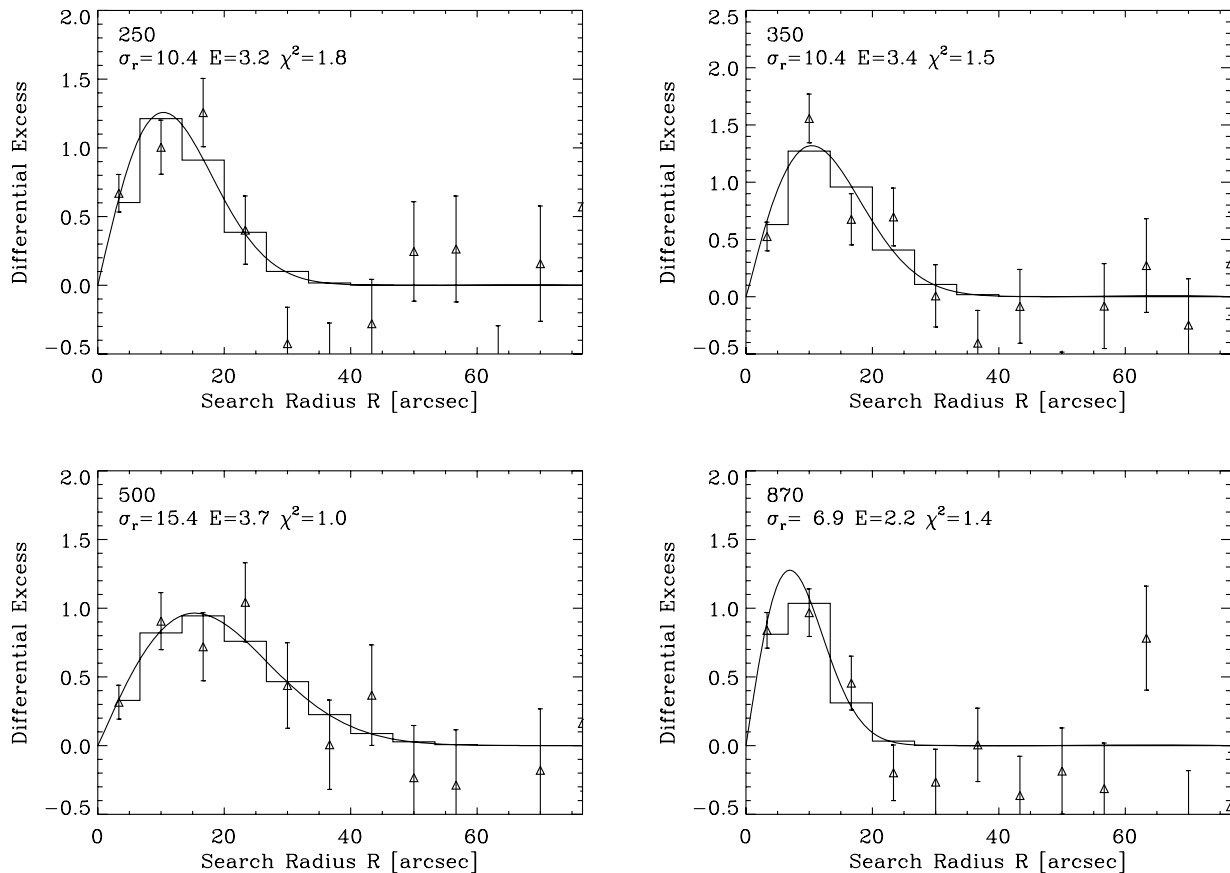 250
σr=10.4 E=3.2 χ²=1.8
Differential Excess
2.0
1.5
1.0
0.5
0.0
−0.5
0 20 40 60
Search Radius R [arcsec]
350
σr=10.4 E=3.4 χ²=1.5
Differential Excess
2.5
2.0
1.5
1.0
0.5
0.0
−0.5
0 20 40 60
Search Radius R [arcsec]
500
σr=15.4 E=3.7 χ²=1.0
Differential Excess
2.0
1.5
1.0
0.5
0.0
−0.5
0 20 40 60
Search Radius R [arcsec]
870
σr= 6.9 E=2.2 χ²=1.4
Differential Excess
2.0
1.5
1.0
0.5
0.0
−0.5
0 20 40 60
Search Radius R [arcsec]